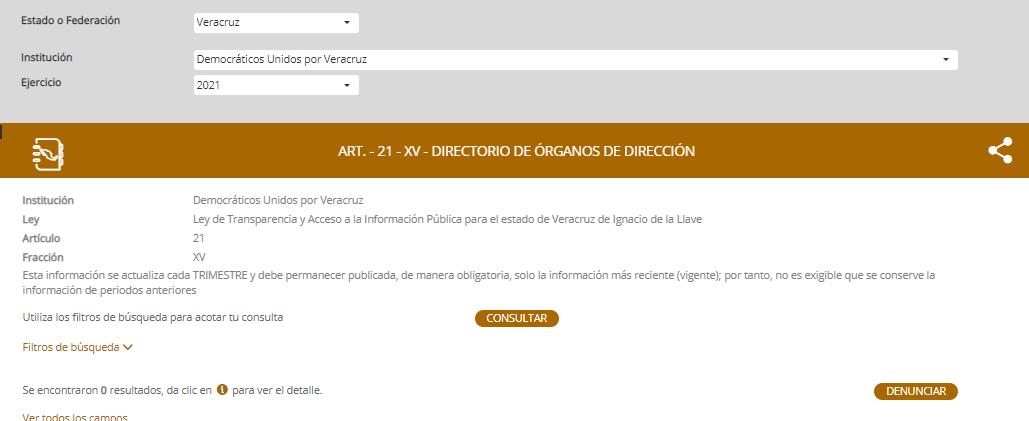 Estado o Federación Veracruz
Institución Democráticos Unidos por Veracruz
Ejercicio 2021
ART. - 21 - XV - DIRECTORIO DE ÓRGANOS DE DIRECCIÓN
Institución Democráticos Unidos por Veracruz
Ley Ley de Transparencia y Acceso a la Información Pública para el estado de Veracruz de Ignacio de la Llave
Artículo 21
Fracción XV
Esta información se actualiza cada TRIMESTRE y debe permanecer publicada, de manera obligatoria, solo la información más reciente (vigente); por tanto, no es exigible que se conserve la
información de periodos anteriores
Utiliza los filtros de búsqueda para acotar tu consulta CONSULTAR
Filtros de búsqueda
Se encontraron 0 resultados, da clic en i para ver el detalle. DENUNCIAR
Ver todos los campos